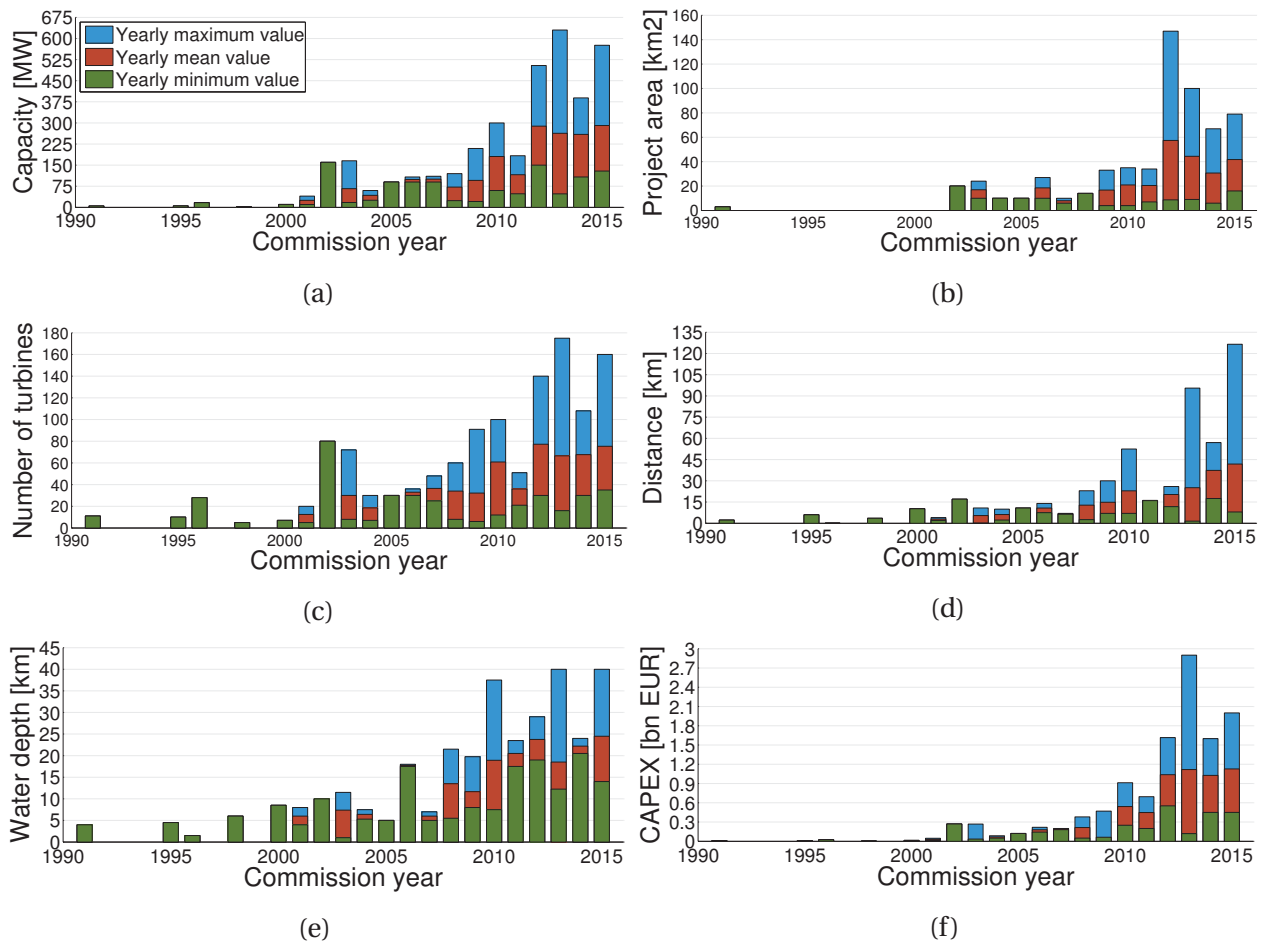 675
600
525
450
375
300
225
150
75
0
Capacity [MW]
Yearly maximum value
Yearly mean value
Yearly minimum value
1990 1995 2000 2005 2010 2015
Commission year
(a)
160
140
120
100
80
60
40
20
0
Project area [km2]
1990 1995 2000 2005 2010 2015
Commission year
(b)
180
160
140
120
100
80
60
40
20
0
Number of turbines
1990 1995 2000 2005 2010 2015
Commission year
(c)
135
120
105
90
75
60
45
30
15
0
Distance [km]
1990 1995 2000 2005 2010 2015
Commission year
(d)
45
40
35
30
25
20
15
10
5
0
Water depth [km]
1990 1995 2000 2005 2010 2015
Commission year
(e)
3
2.7
2.4
2.1
1.8
1.5
1.2
0.9
0.6
0.3
0
CAPEX [bn EUR]
1990 1995 2000 2005 2010 2015
Commission year
(f)